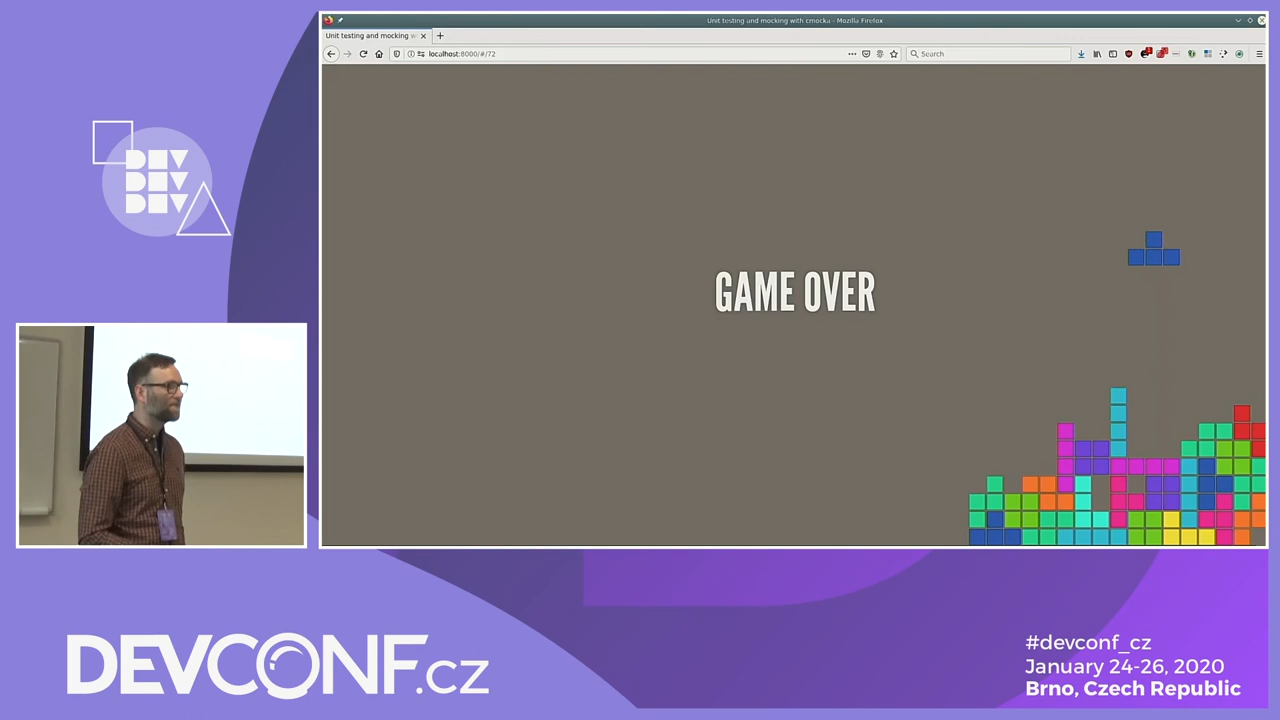 DEV
DEV
DEV
Unit testing and mocking with cmocka - Mozilla Firefox
Unit testing and mocking w
localhost:8000/#/72
Search
GAME OVER
DEVCONF.cz
#devconf_cz
January 24-26, 2020
Brno, Czech Republic